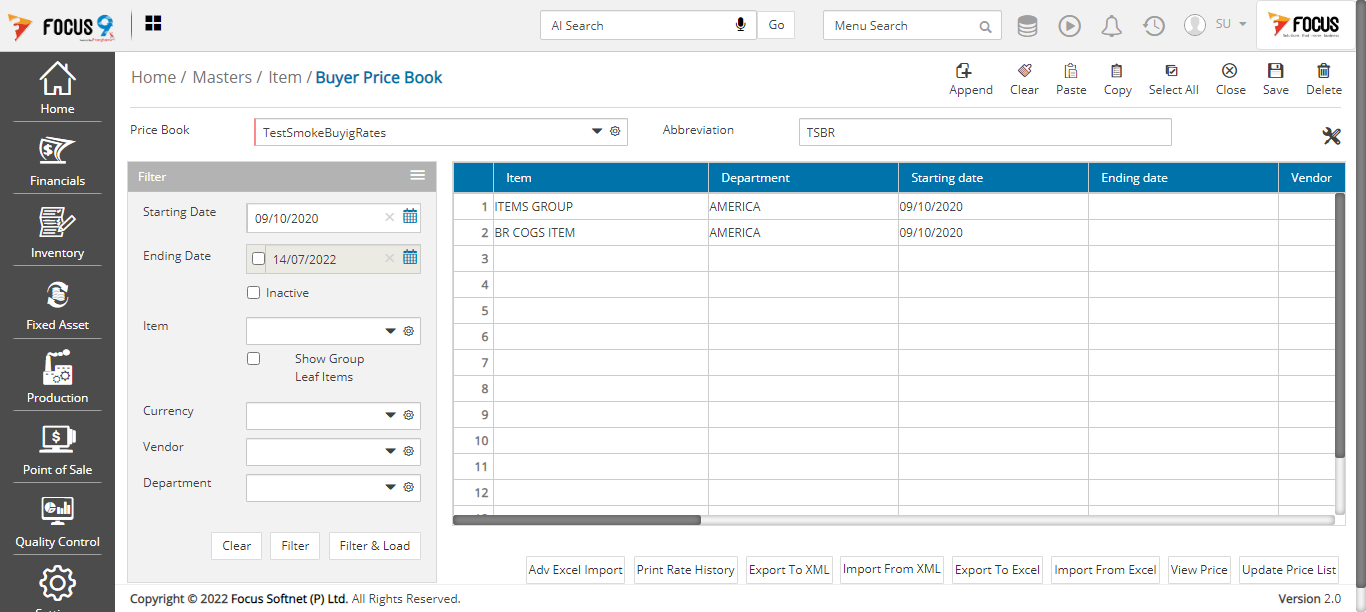 FOCUS 9
AI Search
Go
Menu Search
SU
FOCUS
Home
Financials
Inventory
Fixed Asset
Production
Point of Sale
Quality Control
Home / Masters / Item / Buyer Price Book
Append
Clear
Paste
Copy
Select All
Close
Save
Delete
Price Book
TestSmokeBuyigRates
Abbreviation
TSBR
Filter
Starting Date
09/10/2020
Ending Date
14/07/2022
Inactive
Item
Show Group
Leaf Items
Currency
Vendor
Department
Clear
Filter
Filter & Load
Item Department Starting date Ending date Vendor
1 ITEMS GROUP AMERICA 09/10/2020
2 BR COGS ITEM AMERICA 09/10/2020
3
4
5
6
7
8
9
10
11
12
Adv Excel Import
Print Rate History
Export To XML
Import From XML
Export To Excel
Import From Excel
View Price
Update Price List
Copyright © 2022 Focus Softnet (P) Ltd. All Rights Reserved.
Version 2.0